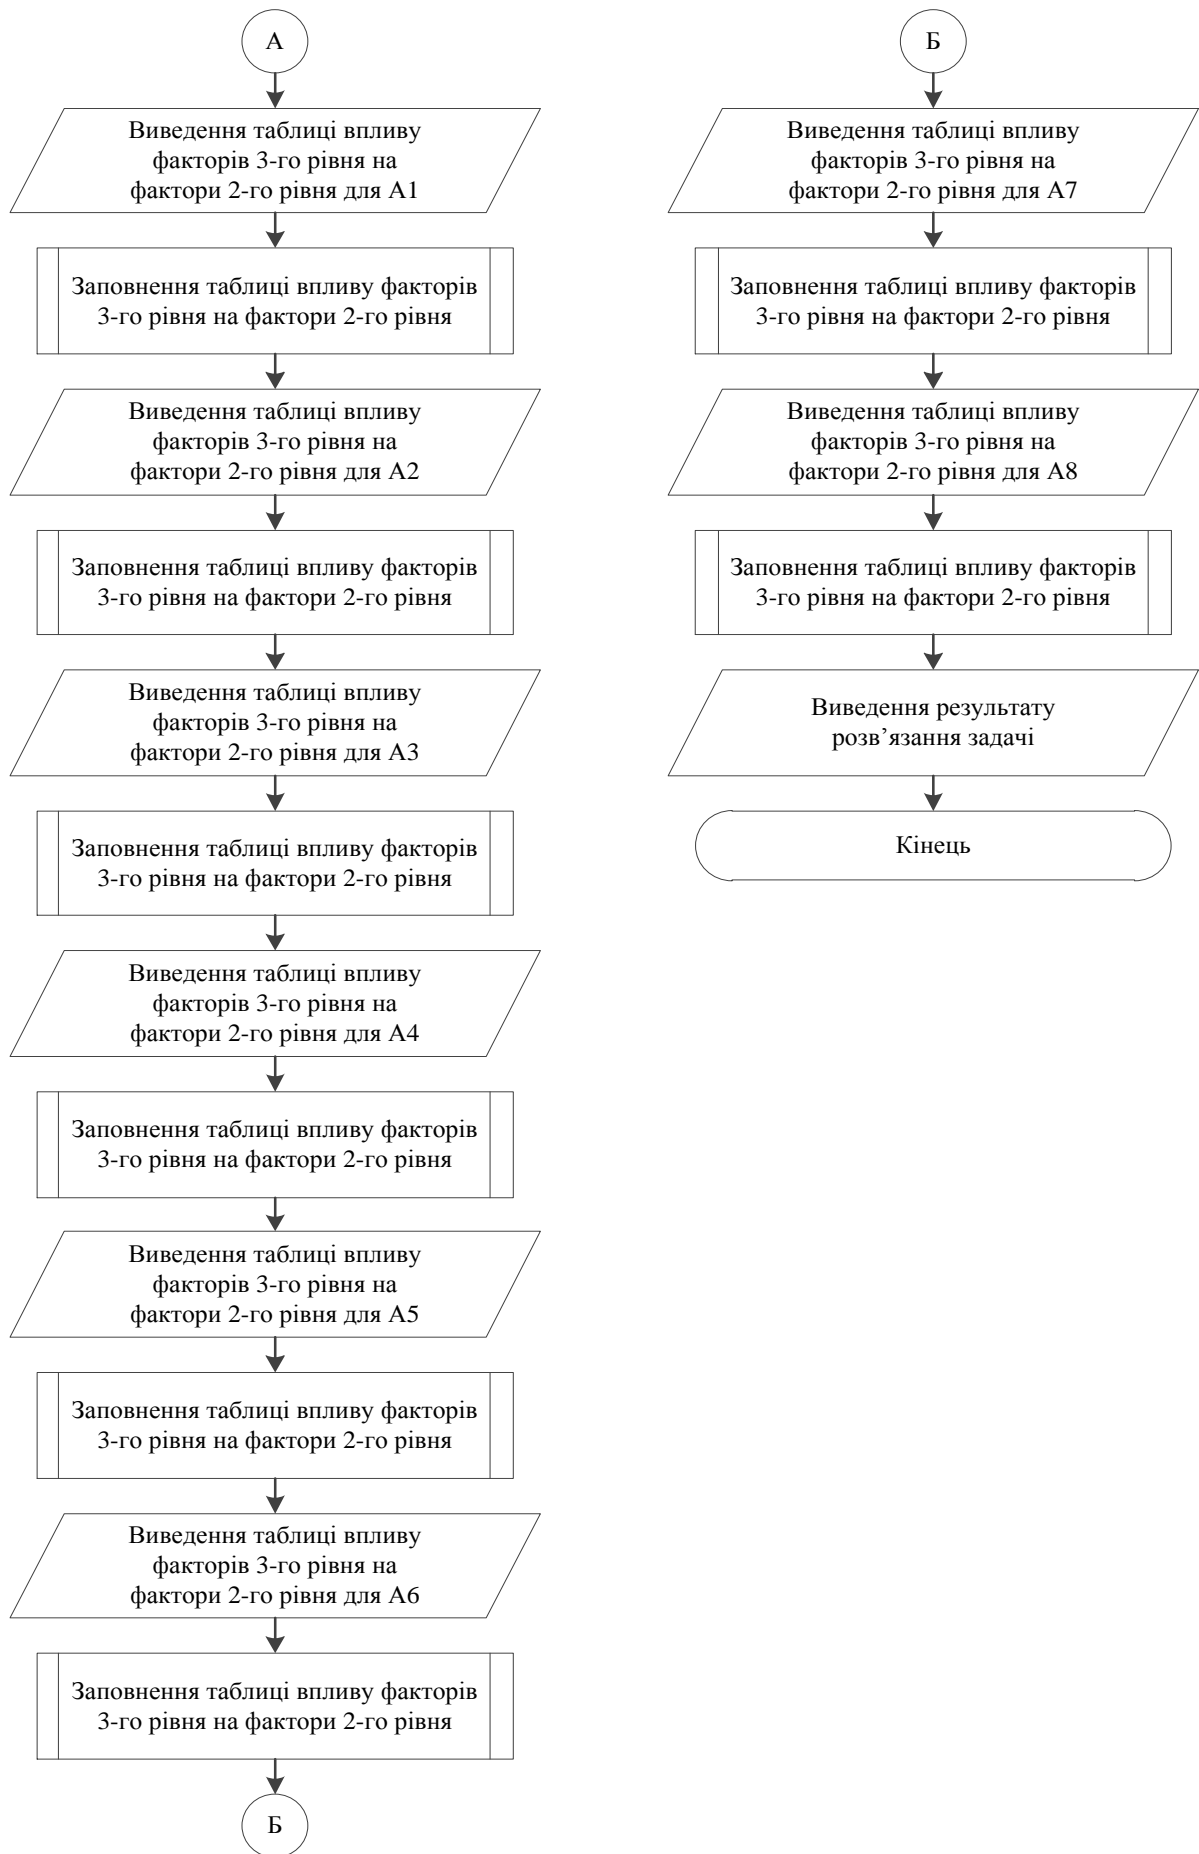 А
Виведення таблиці впливу
факторів 3-го рівня на
фактори 2-го рівня для А1
Заповнення таблиці впливу факторів
3-го рівня на фактори 2-го рівня
Виведення таблиці впливу
факторів 3-го рівня на
фактори 2-го рівня для А2
Заповнення таблиці впливу факторів
3-го рівня на фактори 2-го рівня
Виведення таблиці впливу
факторів 3-го рівня на
фактори 2-го рівня для А3
Заповнення таблиці впливу факторів
3-го рівня на фактори 2-го рівня
Виведення таблиці впливу
факторів 3-го рівня на
фактори 2-го рівня для А4
Заповнення таблиці впливу факторів
3-го рівня на фактори 2-го рівня
Виведення таблиці впливу
факторів 3-го рівня на
фактори 2-го рівня для А5
Заповнення таблиці впливу факторів
3-го рівня на фактори 2-го рівня
Виведення таблиці впливу
факторів 3-го рівня на
фактори 2-го рівня для А6
Заповнення таблиці впливу факторів
3-го рівня на фактори 2-го рівня
Б
Б
Виведення таблиці впливу
факторів 3-го рівня на
фактори 2-го рівня для А7
Заповнення таблиці впливу факторів
3-го рівня на фактори 2-го рівня
Виведення таблиці впливу
факторів 3-го рівня на
фактори 2-го рівня для А8
Заповнення таблиці впливу факторів
3-го рівня на фактори 2-го рівня
Виведення результату
розв’язання задачі
Кінець